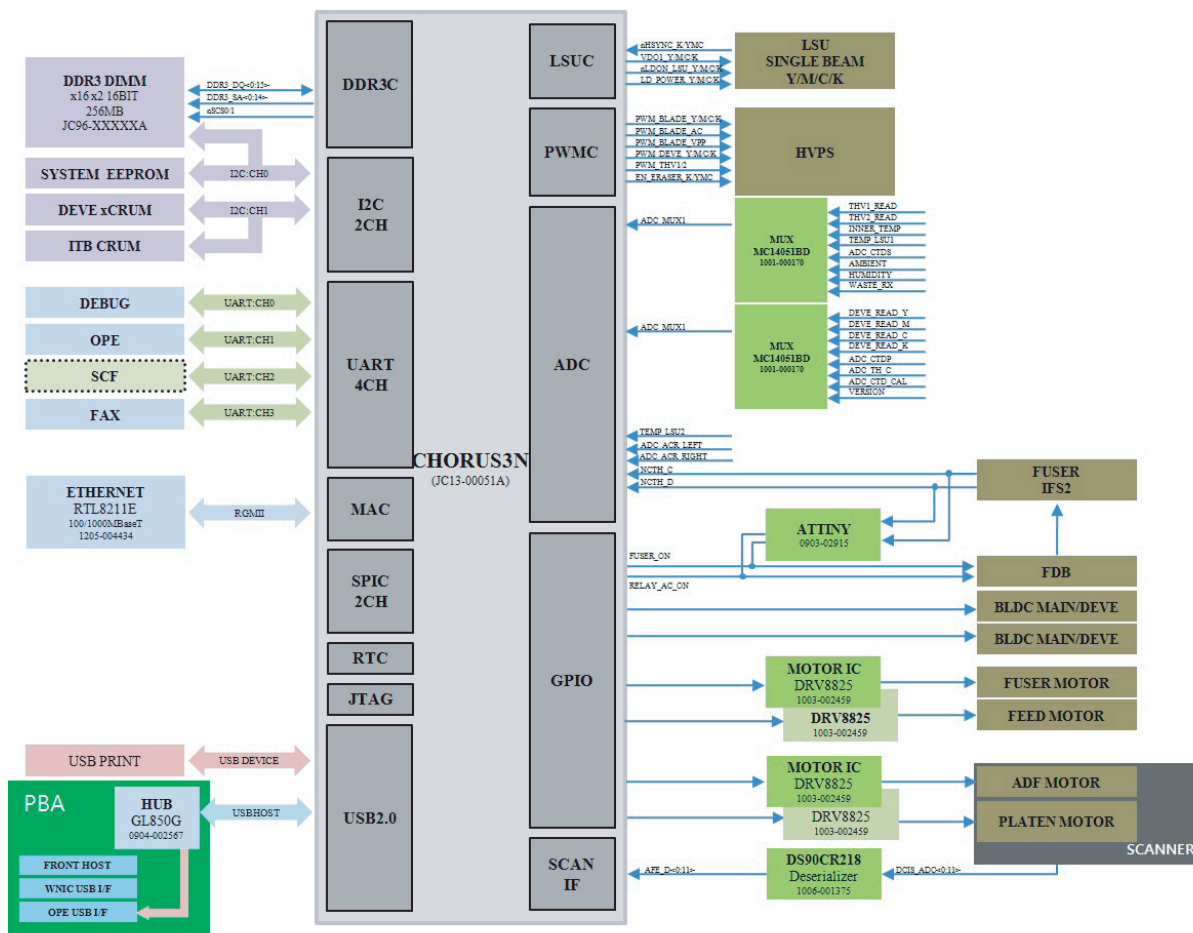 DDR3 DIMM
x16 x2 16BIT
256MB
JC96-XXXXXA
SYSTEM EEPROM
DEVE xCRUM
ITB CRUM
DDR3_DQ<0:15>
DDR3_SA<0:14>
nSCS0/1
I2C:CH0
I2C:CH1
DEBUG
OPE
SCF
FAX
UART:CH0
UART:CH1
UART:CH2
UART:CH3
ETHERNET
RTL8211E
100/1000MBaseT
1205-004434
RGMII
USB PRINT
USB DEVICE
PBA
HUB
GL850G
0904-002567
USBHOST
FRONT HOST
WNIC USB I/F
OPE USB I/F
DDR3C
I2C
2CH
UART
4CH
MAC
SPIC
2CH
RTC
JTAG
USB2.0
CHORUS3N
(JC13-00051A)
LSUC
PWMC
ADC
GPIO
SCAN
IF
nHSYNC_K/YMC
VDO1_Y/M/C/K
nLDON_LSU_Y/M/C/K
LD_POWER_Y/M/C/K
LSU
SINGLE BEAM
Y/M/C/K
PWM_BLADE_Y/M/C/K
PWM_BLADE_AC
PWM_BLADE_VPP
PWM_DEVE_Y/M/C/K
PWM_THV1/2
EN_ERASER_K/YMC
HVPS
ADC_MUX1
MUX
MC14051BD
1001-000170
THV1_READ
THV2_READ
INNER_TEMP
TEMP_LSU1
ADC_CTDS
AMBIENT
HUMIDITY
WASTE_RX
ADC_MUX1
MUX
MC14051BD
1001-000170
DEVE_READ_Y
DEVE_READ_M
DEVE_READ_C
DEVE_READ_K
ADC_CTDP
ADC_TH_C
ADC_CTD_CAL
VERSION
TEMP_LSU2
ADC_ACR_LEFT
ADC_ACR_RIGHT
NCTH_C
NCTH_D
FUSER
IFS2
ATTINY
0903-02915
FUSER_ON
RELAY_AC_ON
FDB
BLDC MAIN/DEVE
BLDC MAIN/DEVE
MOTOR IC
DRV8825
1003-002459
DRV8825
1003-002459
FUSER MOTOR
FEED MOTOR
MOTOR IC
DRV8825
1003-002459
DRV8825
1003-002459
ADF MOTOR
PLATEN MOTOR
SCANNER
AFE_D<0:11>
DS90CR218
Deserializer
1006-001375
DCIS_ADC<0:11>